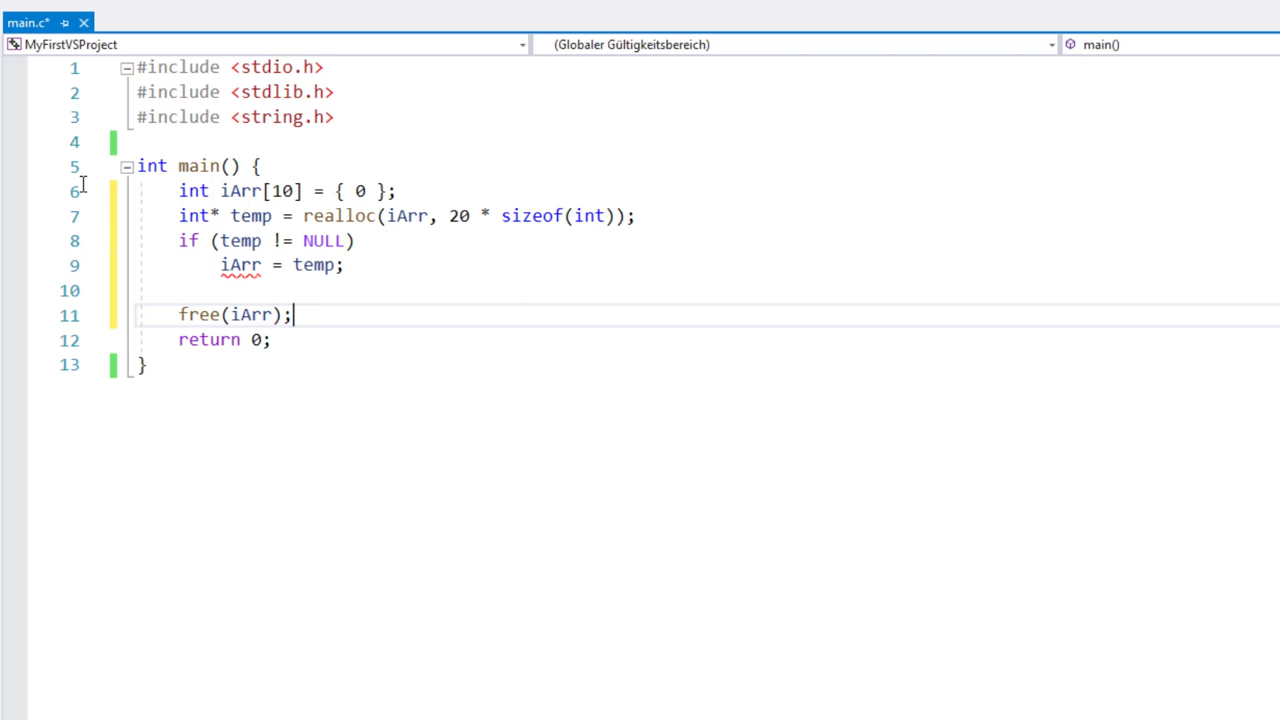 main.c*
MyFirstVSProject (Globaler Gültigkeitsbereich) main()
1 #include <stdio.h>
2 #include <stdlib.h>
3 #include <string.h>
4
5 int main() {
6     int iArr[10] = { 0 };
7     int* temp = realloc(iArr, 20 * sizeof(int));
8     if (temp != NULL)
9         iArr = temp;
10
11     free(iArr);
12     return 0;
13 }